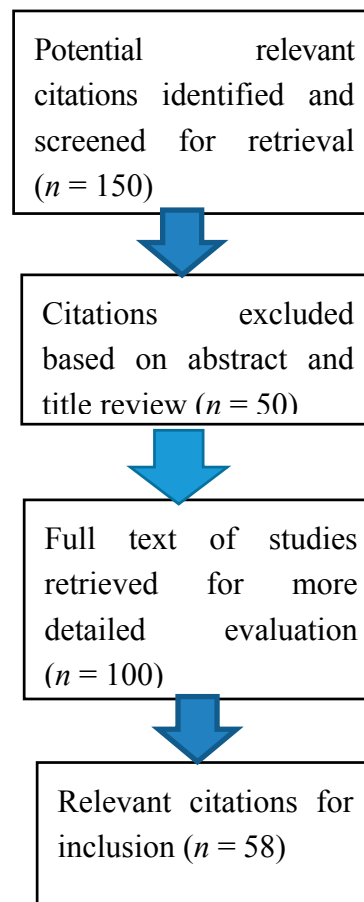 Potential relevant
citations identified and
screened for retrieval
(n = 150)
Citations excluded
based on abstract and
title review (n = 50)
Full text of studies
retrieved for more
detailed evaluation
(n = 100)
Relevant citations for
inclusion (n = 58)